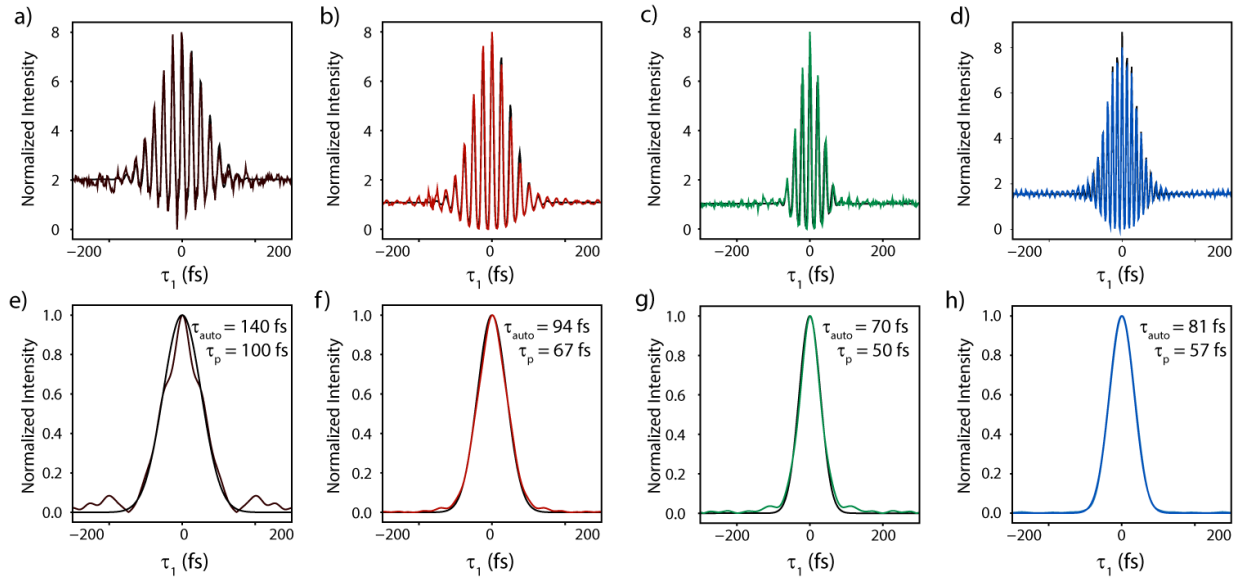 a)
b)
c)
d)
Normalized Intensity
8
6
4
2
0
−200
0
200
τ1 (fs)
Normalized Intensity
8
6
4
2
0
−200
0
200
τ1 (fs)
Normalized Intensity
8
6
4
2
0
−200
0
200
τ1 (fs)
Normalized Intensity
8
6
4
2
0
−200
0
200
τ1 (fs)
e)
f)
g)
h)
Normalized Intensity
1.0
0.8
0.6
0.4
0.2
0.0
τauto = 140 fs
τp = 100 fs
−200
0
200
τ1 (fs)
Normalized Intensity
1.0
0.8
0.6
0.4
0.2
0.0
τauto = 94 fs
τp = 67 fs
−200
0
200
τ1 (fs)
Normalized Intensity
1.0
0.8
0.6
0.4
0.2
0.0
τauto = 70 fs
τp = 50 fs
−200
0
200
τ1 (fs)
Normalized Intensity
1.0
0.8
0.6
0.4
0.2
0.0
τauto = 81 fs
τp = 57 fs
−200
0
200
τ1 (fs)